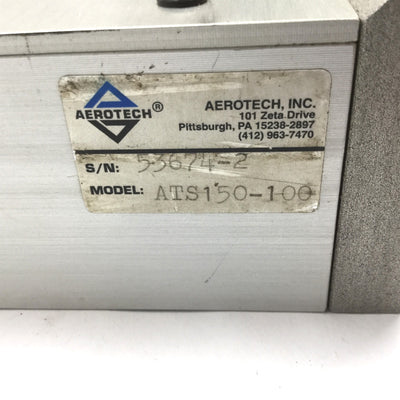 AEROTECH®
AEROTECH, INC.
101 Zeta Drive
Pittsburgh, PA 15238-2897
(412) 963-7470
S/N: 53674-2
MODEL: ATS150-100